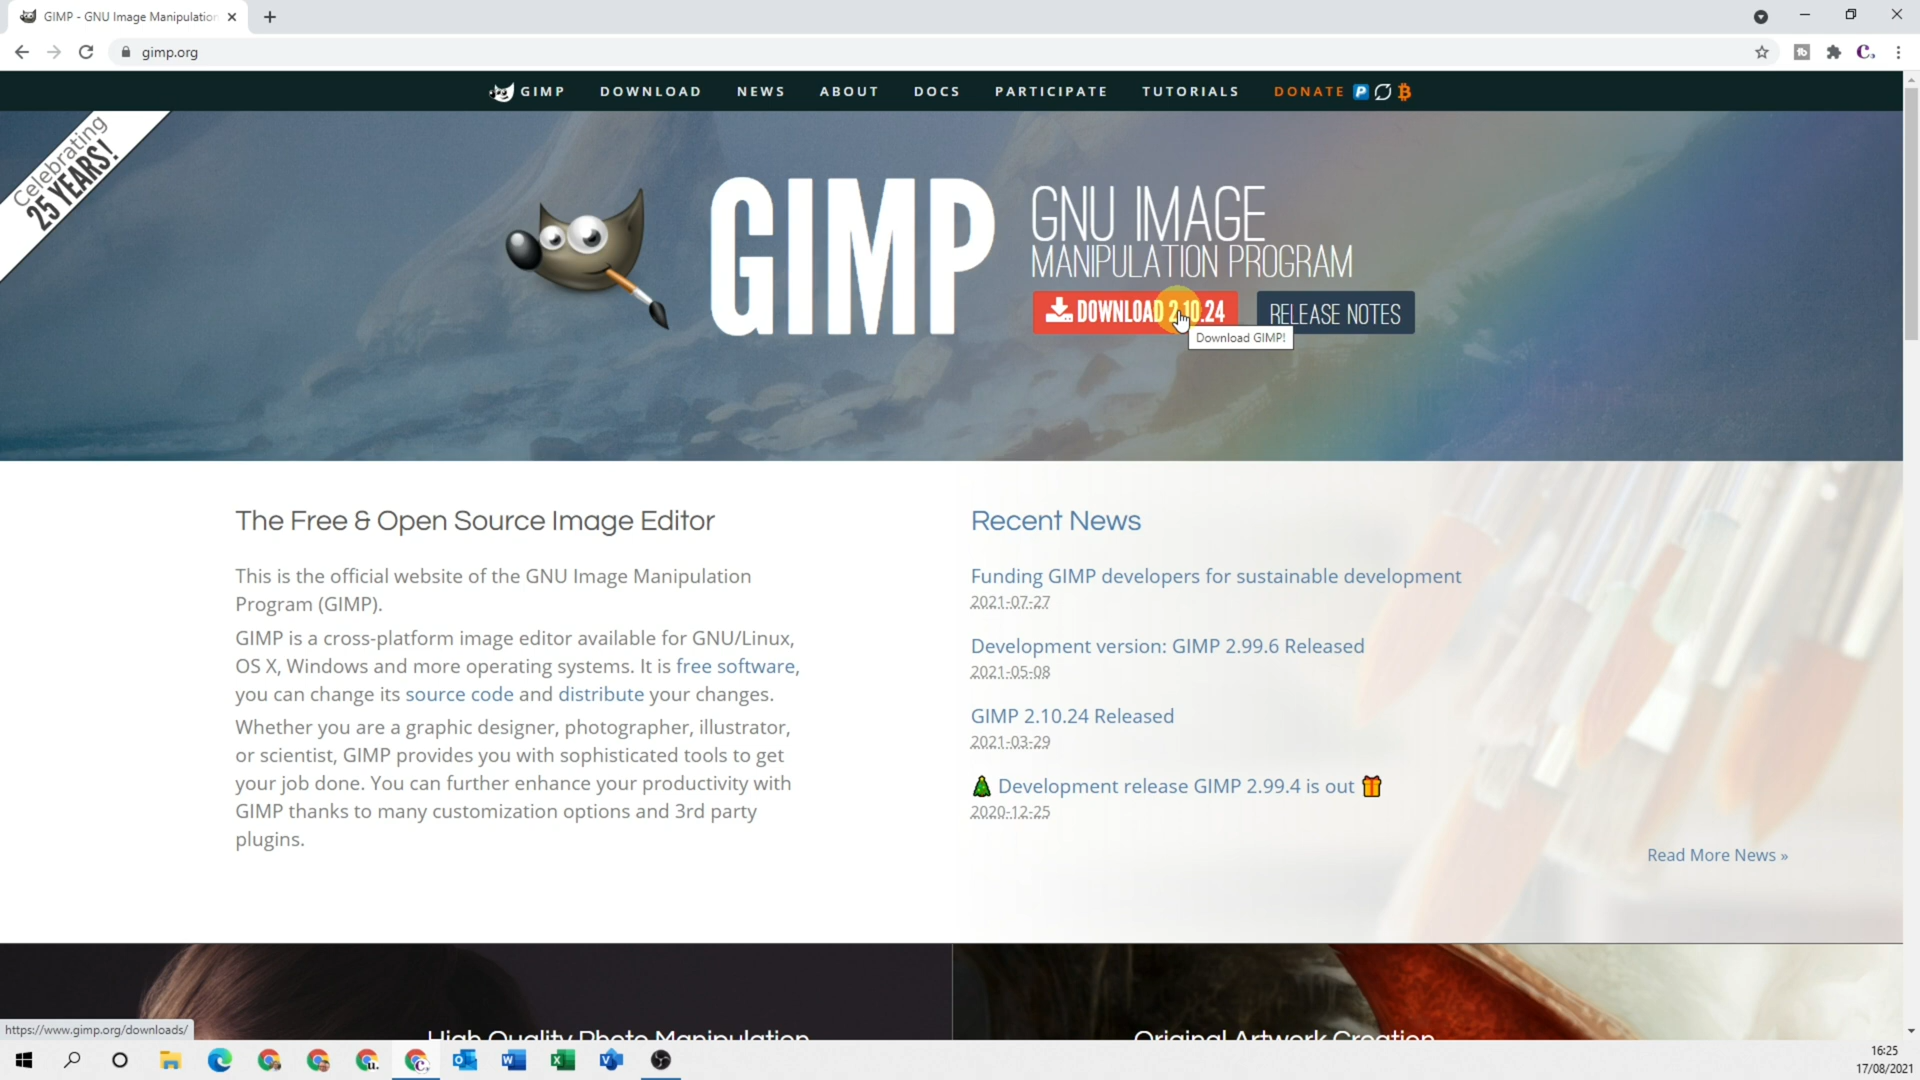 GIMP - GNU Image Manipulation
gimp.org
GIMP DOWNLOAD NEWS ABOUT DOCS PARTICIPATE TUTORIALS DONATE
Celebrating
25 YEARS!
GIMP
GNU IMAGE
MANIPULATION PROGRAM
DOWNLOAD 2.10.24
RELEASE NOTES
Download GIMP!
The Free & Open Source Image Editor
This is the official website of the GNU Image Manipulation
Program (GIMP).
GIMP is a cross-platform image editor available for GNU/Linux,
OS X, Windows and more operating systems. It is free software,
you can change its source code and distribute your changes.
Whether you are a graphic designer, photographer, illustrator,
or scientist, GIMP provides you with sophisticated tools to get
your job done. You can further enhance your productivity with
GIMP thanks to many customization options and 3rd party
plugins.
Recent News
Funding GIMP developers for sustainable development
2021-07-27
Development version: GIMP 2.99.6 Released
2021-05-08
GIMP 2.10.24 Released
2021-03-29
🎄 Development release GIMP 2.99.4 is out 🎁
2020-12-25
Read More News »
High Quality Photo Manipulation
Original Artwork Creation
https://www.gimp.org/downloads/
16:25
17/08/2021